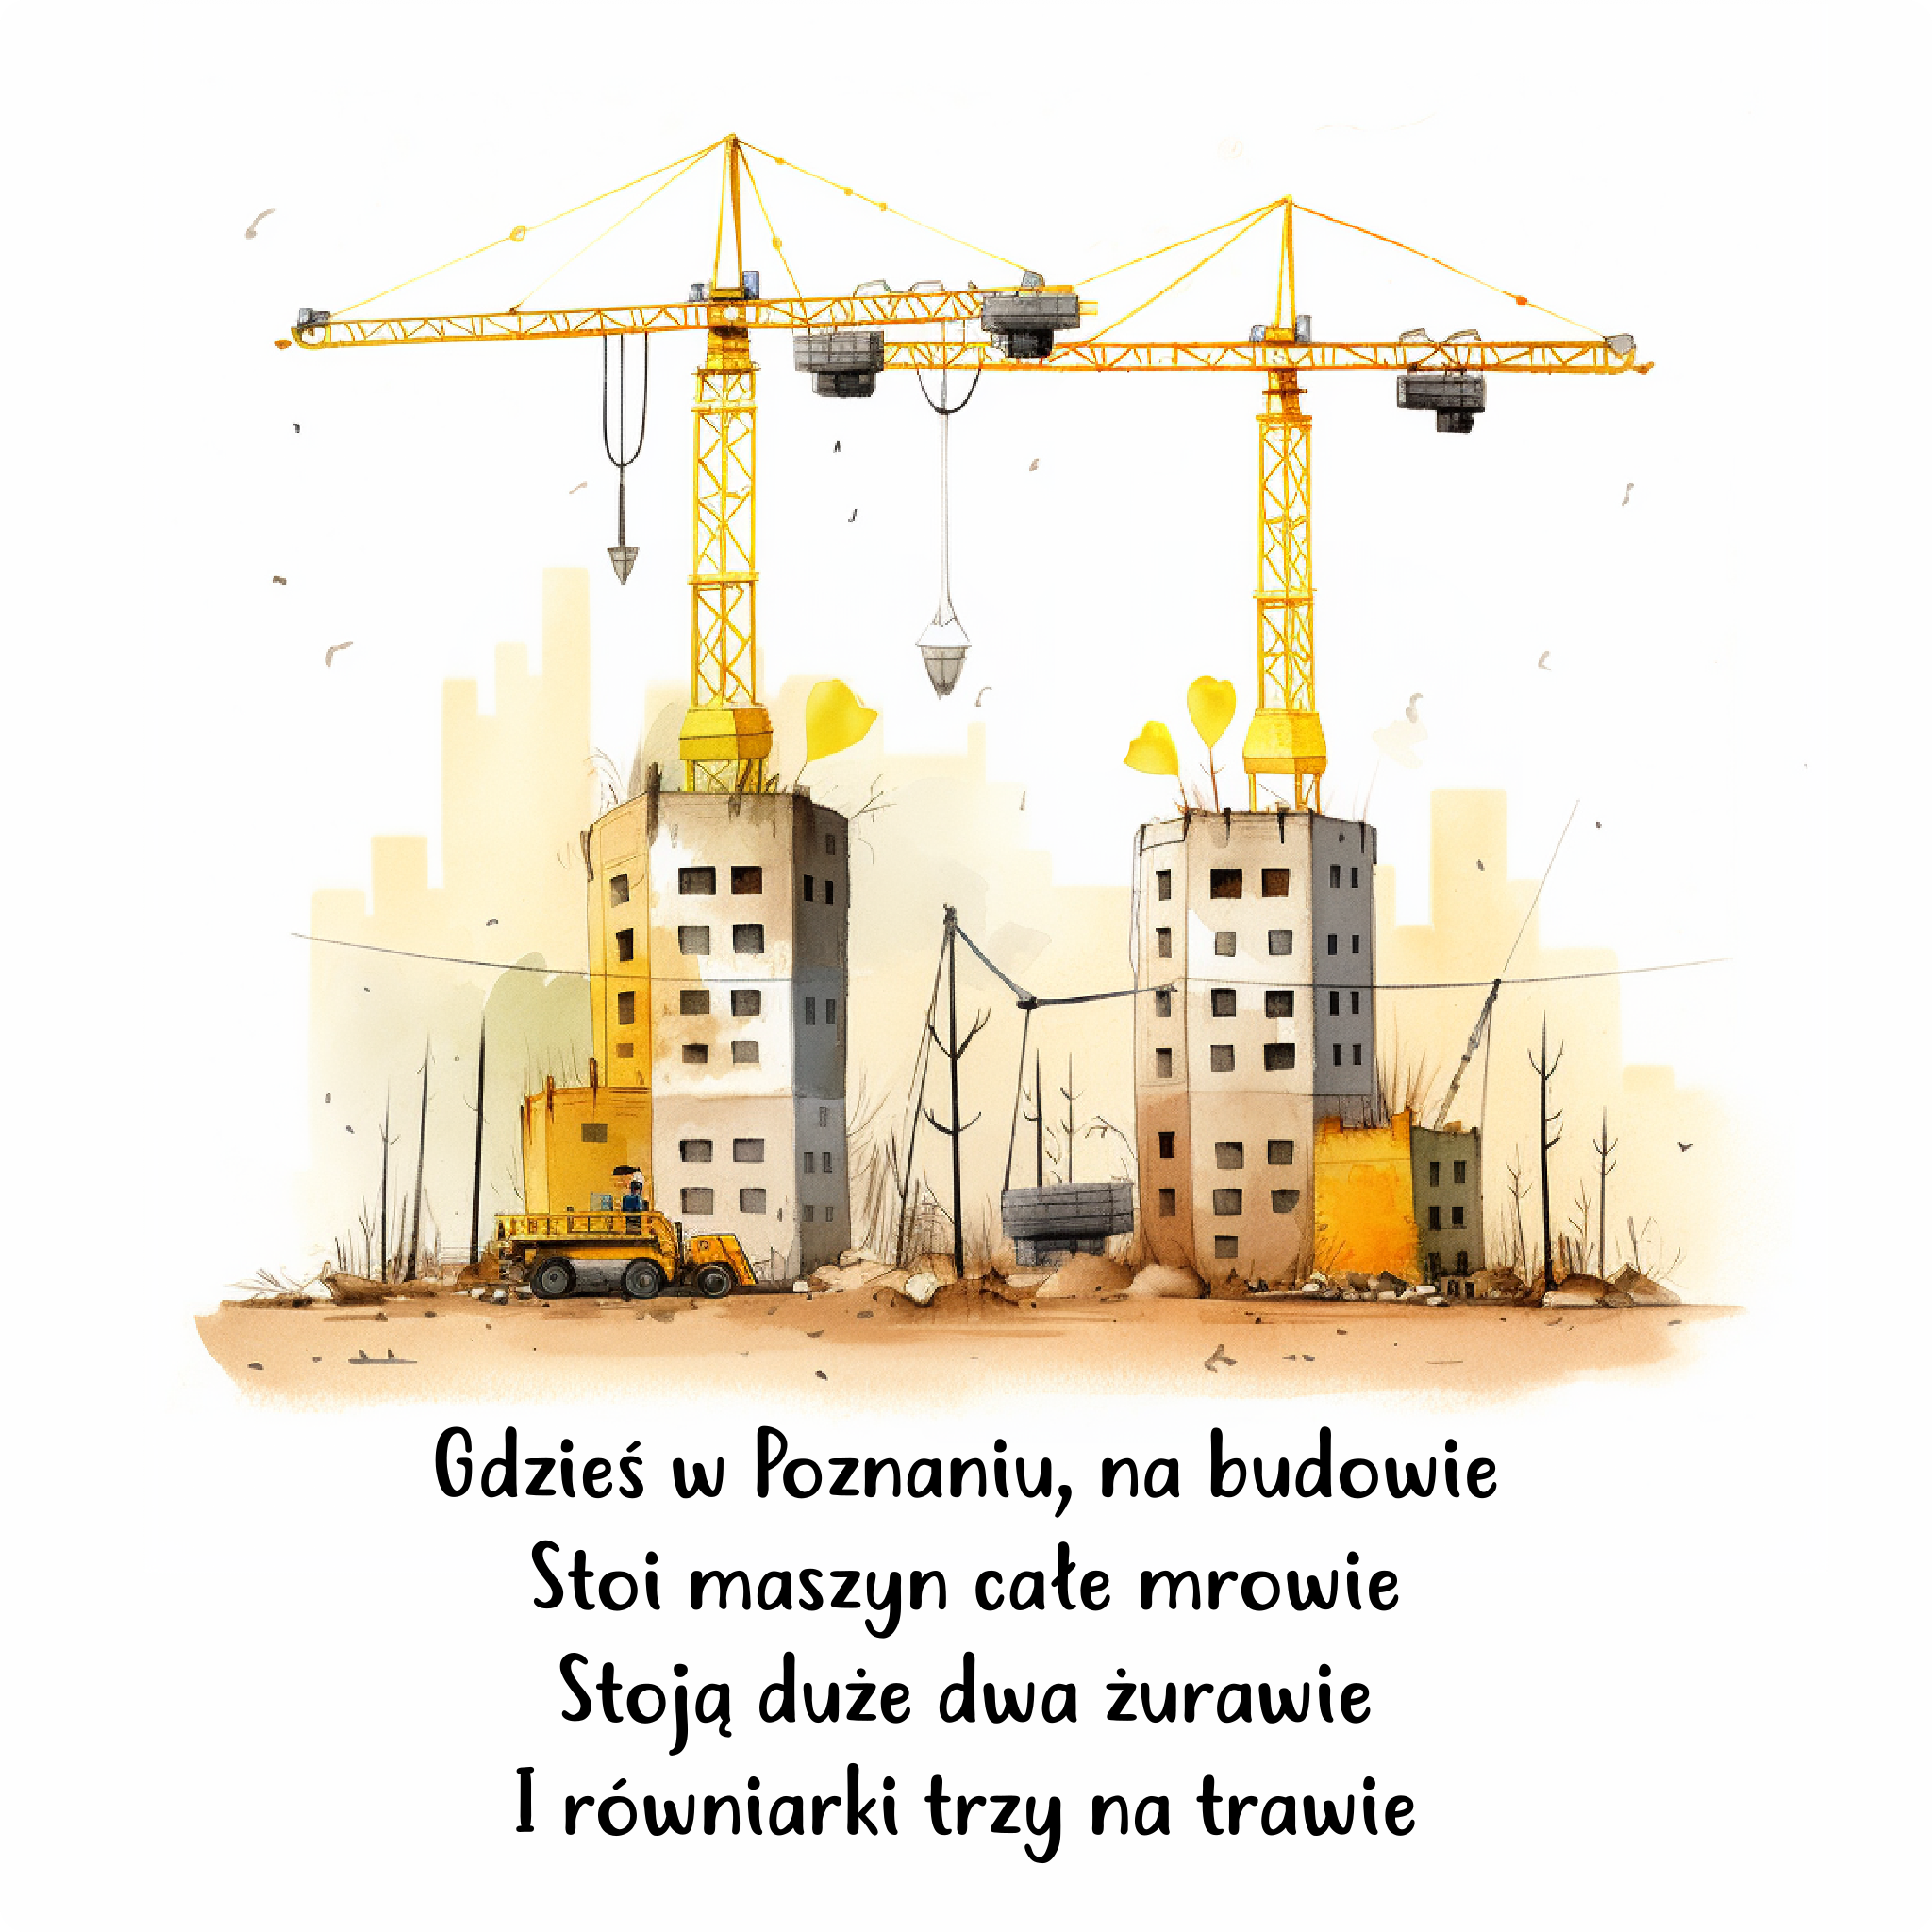 Gdzieś w Poznaniu, na budowie
Stoi maszyn całe mrowie
Stoją duże dwa żurawie
I równiarki trzy na trawie